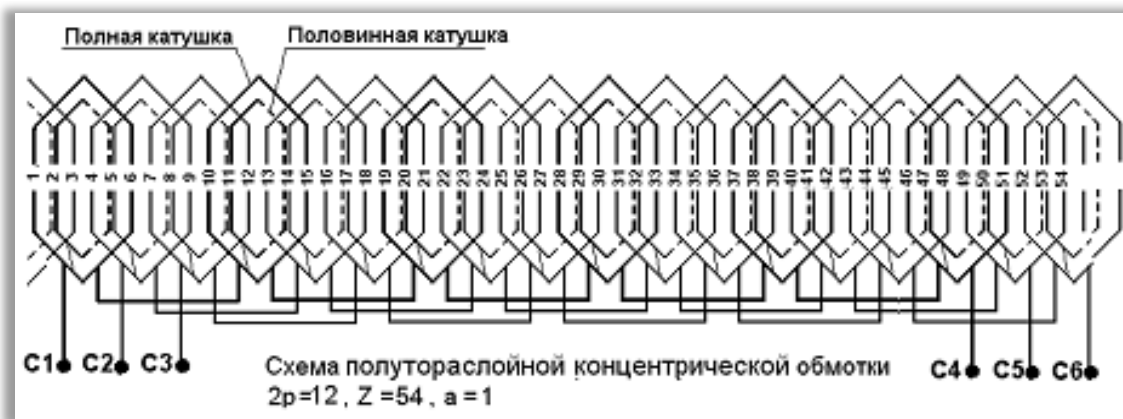 Полная катушка
Половинная катушка
1 2 3 4 5 6 7 8 9 10 11 12 13 14 15 16 17 18 19 20 21 22 23 24 25 26 27 28 29 30 31 32 33 34 35 36 37 38 39 40 41 42 43 44 45 46 47 48 49 50 51 52 53 54
C1 C2 C3
C4 C5 C6
Схема полутораслойной концентрической обмотки
2p=12 , Z =54 , a =1